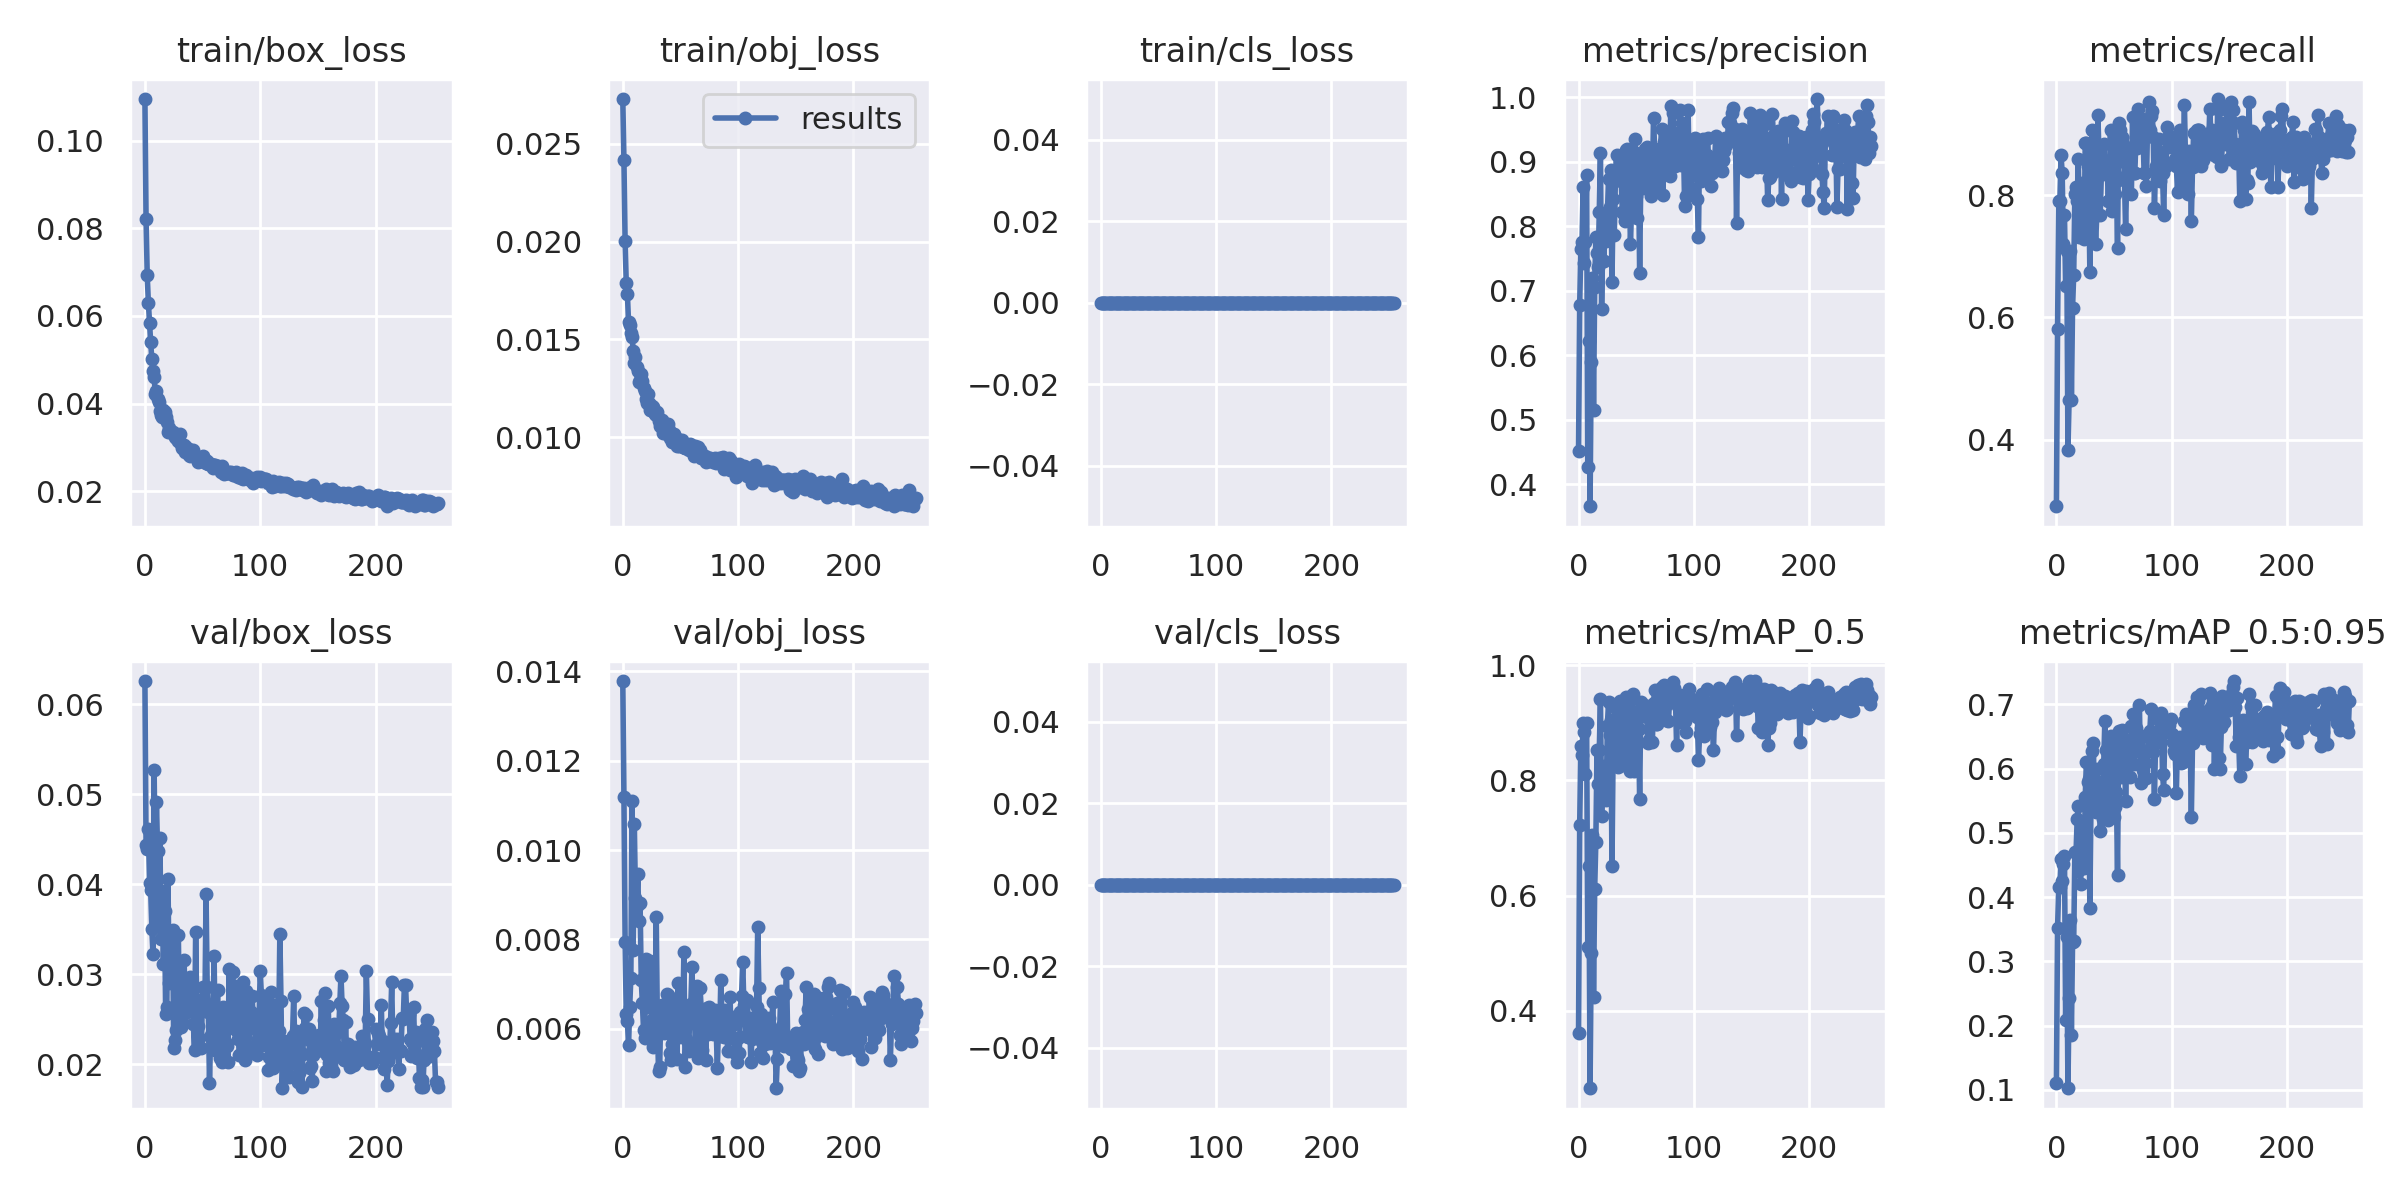 train/box_loss
0.10
0.08
0.06
0.04
0.02
0 100 200
train/obj_loss
results
0.025
0.020
0.015
0.010
0 100 200
train/cls_loss
0.04
0.02
0.00
−0.02
−0.04
0 100 200
metrics/precision
1.0
0.9
0.8
0.7
0.6
0.5
0.4
0 100 200
metrics/recall
0.8
0.6
0.4
0 100 200
val/box_loss
0.06
0.05
0.04
0.03
0.02
0 100 200
val/obj_loss
0.014
0.012
0.010
0.008
0.006
0 100 200
val/cls_loss
0.04
0.02
0.00
−0.02
−0.04
0 100 200
metrics/mAP_0.5
1.0
0.8
0.6
0.4
0 100 200
metrics/mAP_0.5:0.95
0.7
0.6
0.5
0.4
0.3
0.2
0.1
0 100 200